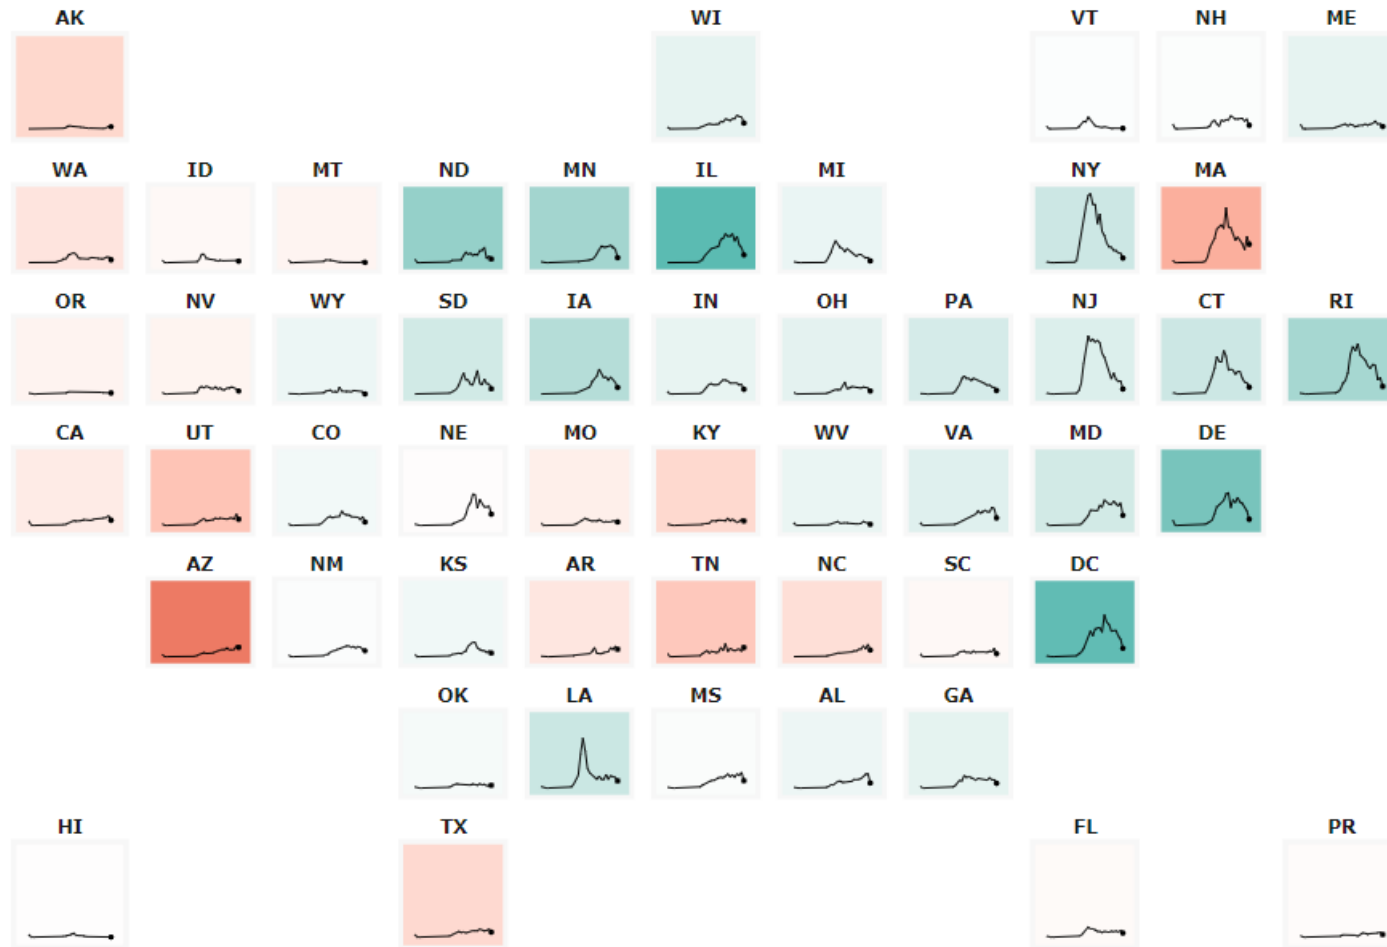 AK WI VT NH ME
WA ID MT ND MN IL MI NY MA
OR NV WY SD IA IN OH PA NJ CT RI
CA UT CO NE MO KY WV VA MD DE
AZ NM KS AR TN NC SC DC
OK LA MS AL GA
HI TX FL PR